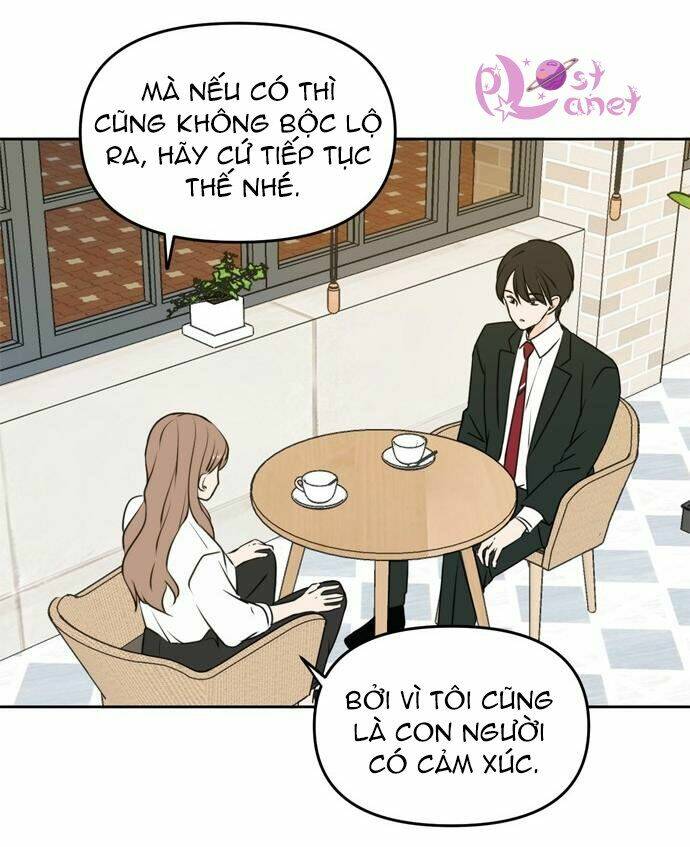 Lost
Planet
MÀ NẾU CÓ THÌ
CŨNG KHÔNG BỘC LỘ
RA, HÃY CỨ TIẾP TỤC
THẾ NHÉ.
BỞI VÌ TÔI CŨNG
LÀ CON NGƯỜI
CÓ CẢM XÚC.